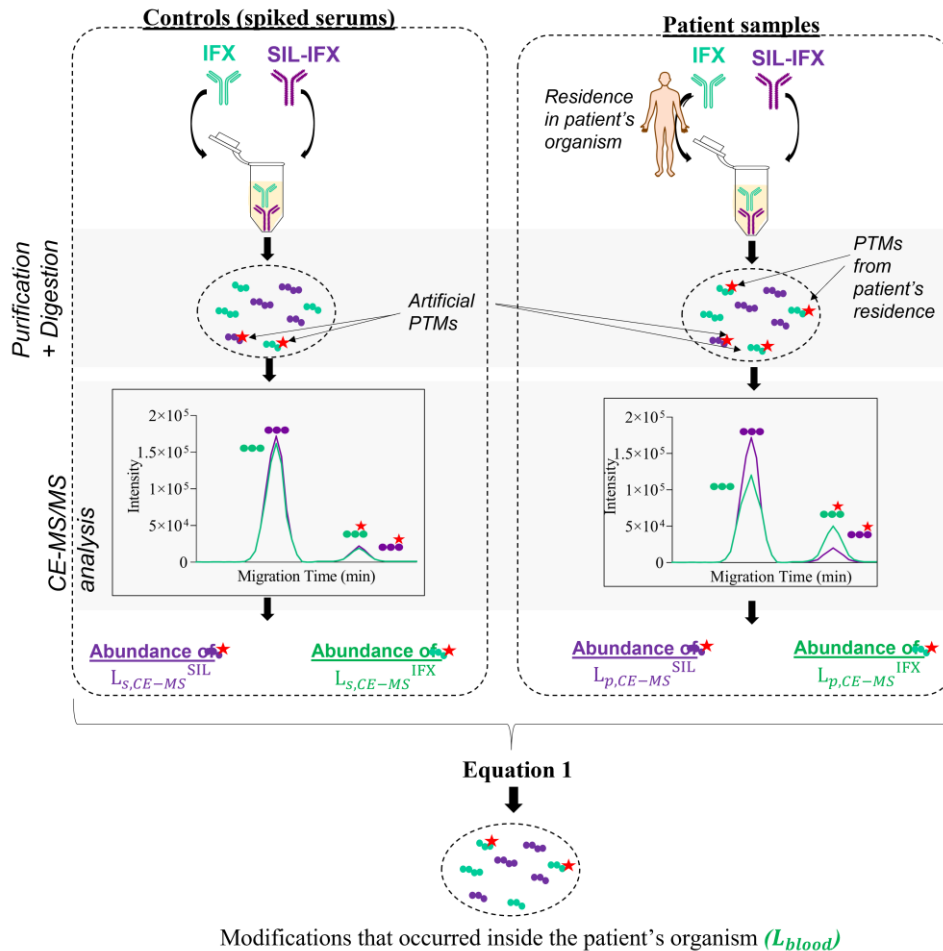 Controls (spiked serums)
IFX
SIL-IFX
Patient samples
IFX
SIL-IFX
Residence
in patient's
organism
Purification
+ Digestion
Artificial
PTMs
PTMs
from
patient's
residence
CE-MS/MS
analysis
2×10⁵
1.5×10⁵
1×10⁵
5×10⁴
0
Intensity
Migration Time (min)
2×10⁵
1.5×10⁵
1×10⁵
5×10⁴
0
Intensity
Migration Time (min)
Abundance of
L_{s,CE−MS}^{SIL}
Abundance of
L_{s,CE−MS}^{IFX}
Abundance of
L_{p,CE−MS}^{SIL}
Abundance of
L_{p,CE−MS}^{IFX}
Equation 1
Modifications that occurred inside the patient's organism (L_{blood})